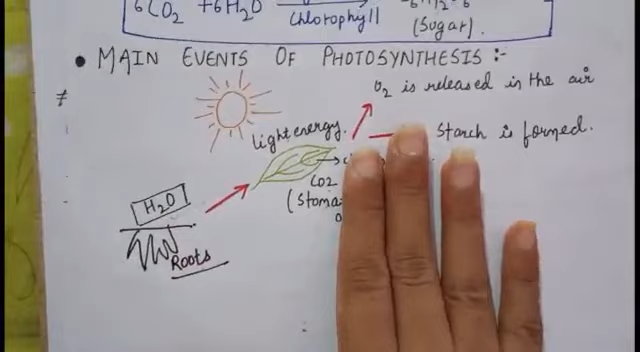 6CO2 + 6H2O
Chlorophyll
(Sugar)
• MAIN EVENTS OF PHOTOSYNTHESIS :-
O2 is released in the air
light energy.
Starch is formed.
CO2
H2O
Roots